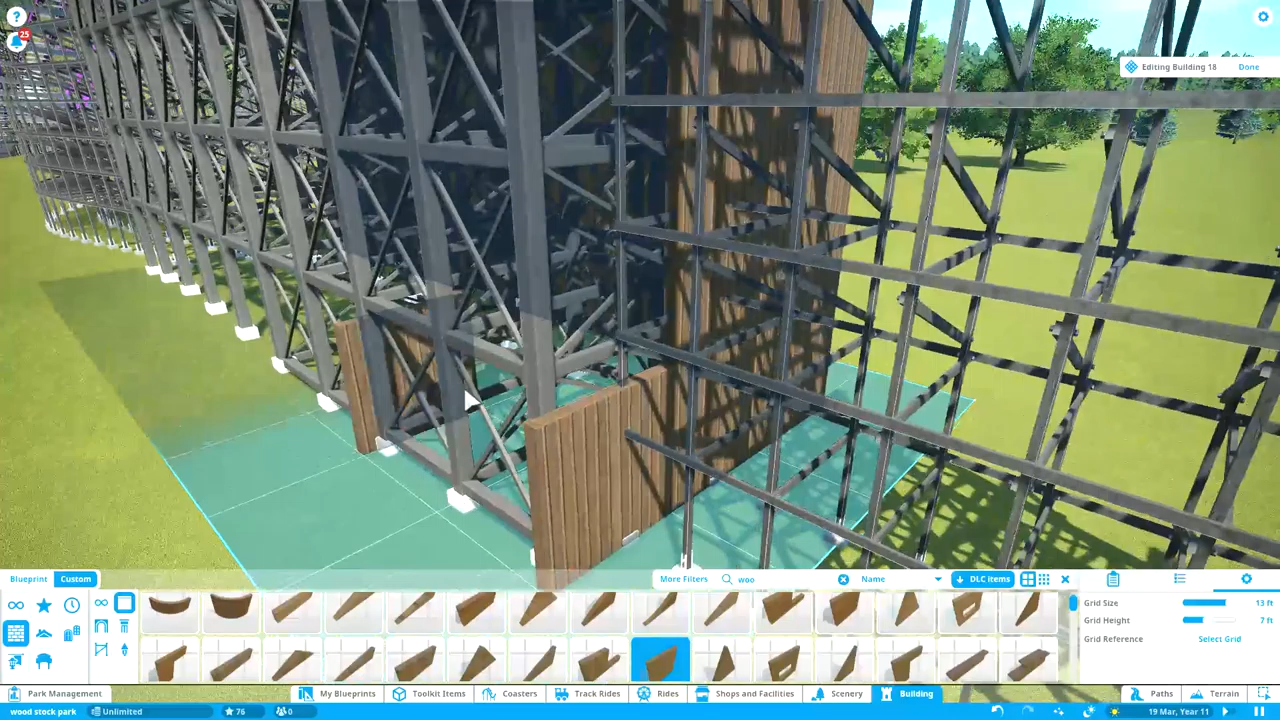 ?
25
Editing Building 18 Done
Blueprint Custom
More Filters woo Name DLC items
Grid Size 13 ft
Grid Height 7 ft
Grid Reference Select Grid
Park Management My Blueprints Toolkit Items Coasters Track Rides Rides Shops and Facilities Scenery Building Paths Terrain
wood stock park Unlimited 76 0 19 Mar, Year 11